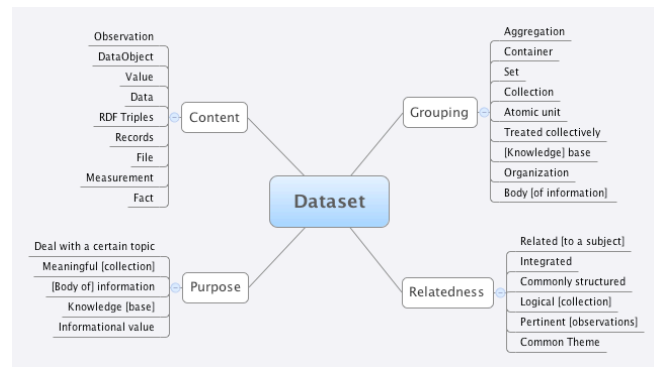 Observation
DataObject
Value
Data
RDF Triples
Records
File
Measurement
Fact
Content
Aggregation
Container
Set
Collection
Atomic unit
Treated collectively
[Knowledge] base
Organization
Body [of information]
Grouping
Dataset
Deal with a certain topic
Meaningful [collection]
[Body of] information
Knowledge [base]
Informational value
Purpose
Related [to a subject]
Integrated
Commonly structured
Logical [collection]
Pertinent [observations]
Common Theme
Relatedness